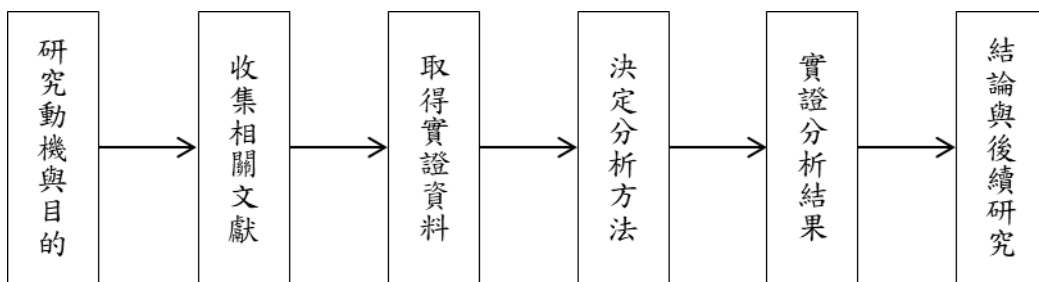 研究動機與目的
收集相關文獻
取得實證資料
決定分析方法
實證分析結果
結論與後續研究